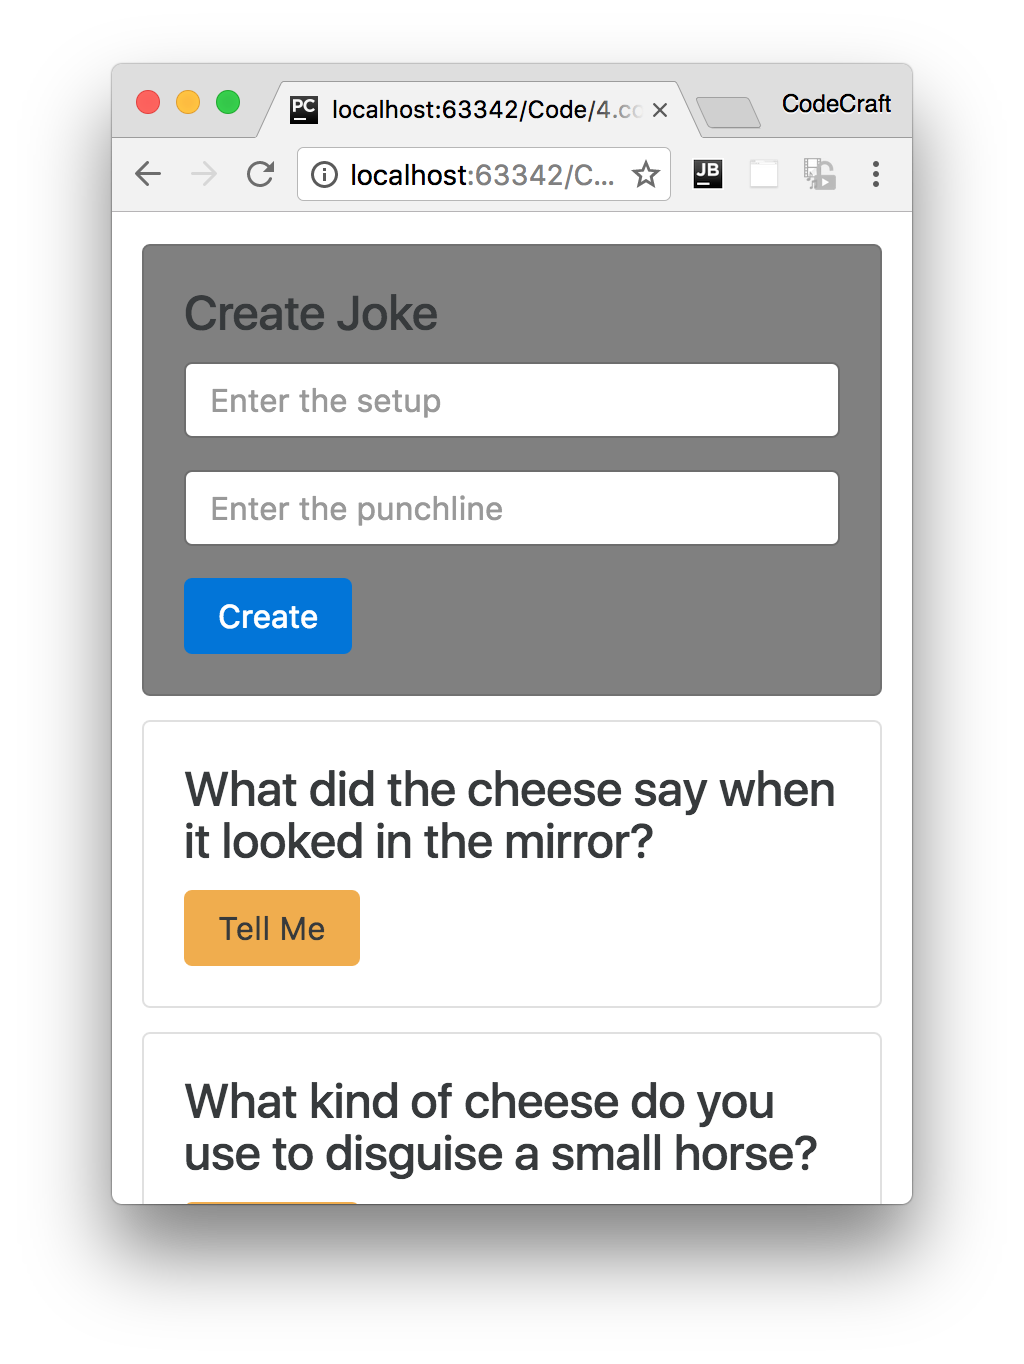 PC
localhost:63342/Code/4.co
CodeCraft
localhost:63342/C...
JB
Create Joke
Enter the setup
Enter the punchline
Create
What did the cheese say when
it looked in the mirror?
Tell Me
What kind of cheese do you
use to disguise a small horse?